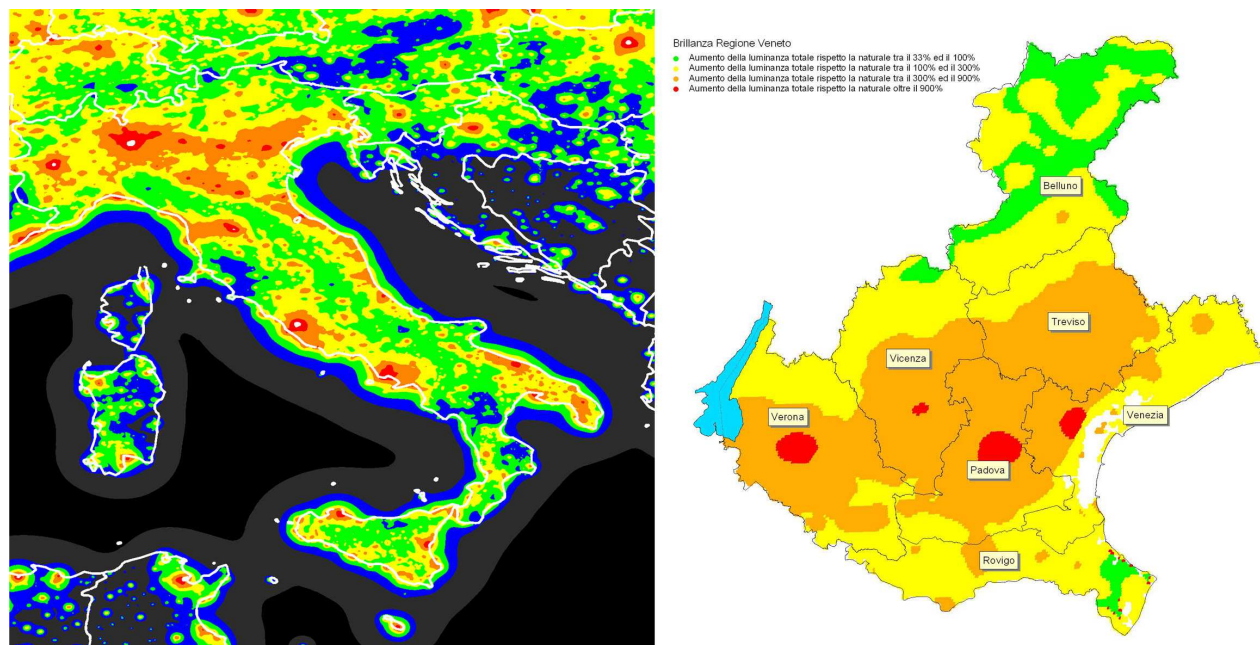 Brillanza Regione Veneto
Aumento della luminanza totale rispetto la naturale tra il 33% ed il 100%
Aumento della luminanza totale rispetto la naturale tra il 100% ed il 300%
Aumento della luminanza totale rispetto la naturale tra il 300% ed il 900%
Aumento della luminanza totale rispetto la naturale oltre il 900%
Belluno
Treviso
Vicenza
Verona
Venezia
Padova
Rovigo